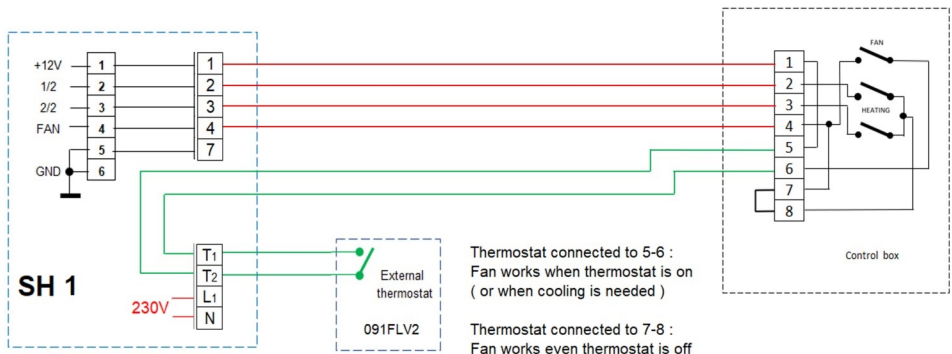 FAN
HEATING
+12V 1 1 1
1/2 2 2 2
2/2 3 3 3
FAN 4 4 4
5 7 5
GND 6 6
7
8
Control box
SH 1
T1
T2
L1
N
230V
External
thermostat
091FLV2
Thermostat connected to 5-6 :
Fan works when thermostat is on
( or when cooling is needed )
Thermostat connected to 7-8 :
Fan works even thermostat is off